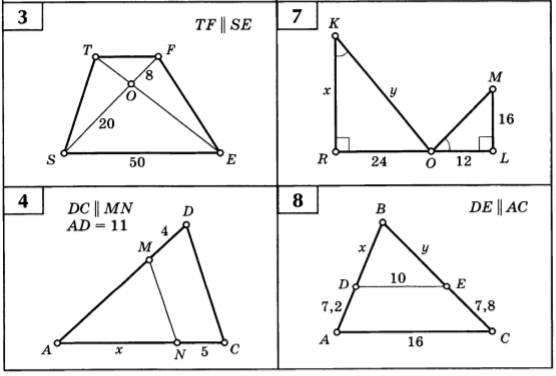 3
TF ∥ SE
T
F
8
O
20
S
50
E
7
K
x
y
M
16
R
24
O
12
L
4
DC ∥ MN
AD = 11
D
4
M
A
x
N
5
C
8
DE ∥ AC
B
x
y
D
10
E
7,2
7,8
A
16
C